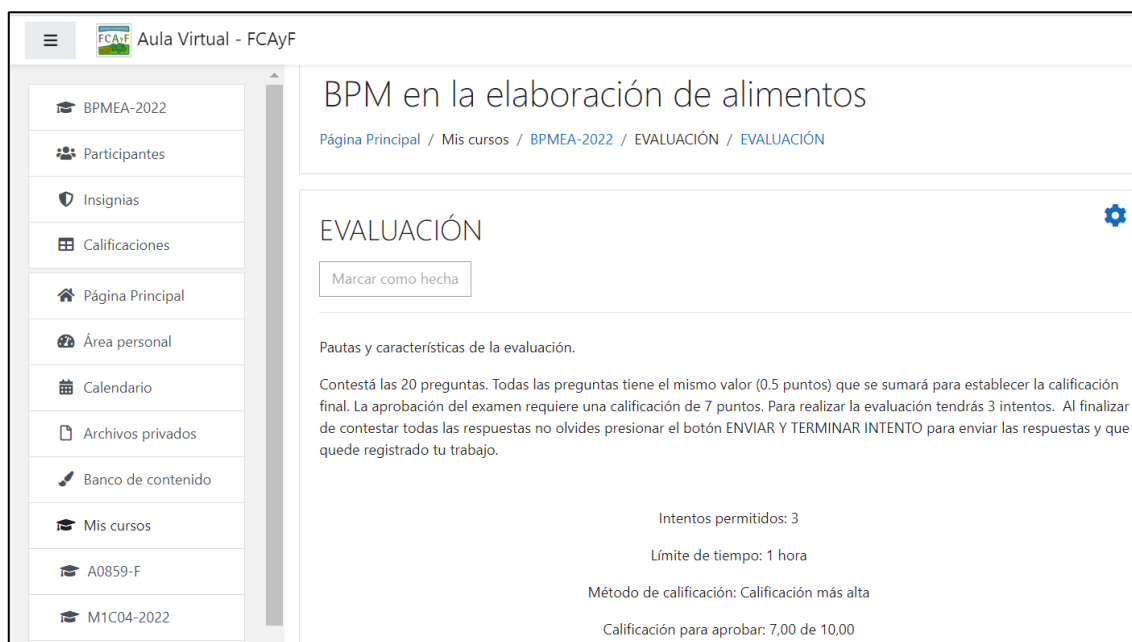 FCAyF Aula Virtual - FCAyF
BPMEA-2022
Participantes
Insignias
Calificaciones
Página Principal
Área personal
Calendario
Archivos privados
Banco de contenido
Mis cursos
A0859-F
M1C04-2022
BPM en la elaboración de alimentos
Página Principal / Mis cursos / BPMEA-2022 / EVALUACIÓN / EVALUACIÓN
EVALUACIÓN
Marcar como hecha
Pautas y características de la evaluación.
Contestá las 20 preguntas. Todas las preguntas tiene el mismo valor (0.5 puntos) que se sumará para establecer la calificación
final. La aprobación del examen requiere una calificación de 7 puntos. Para realizar la evaluación tendrás 3 intentos. Al finalizar
de contestar todas las respuestas no olvides presionar el botón ENVIAR Y TERMINAR INTENTO para enviar las respuestas y que
quede registrado tu trabajo.
Intentos permitidos: 3
Límite de tiempo: 1 hora
Método de calificación: Calificación más alta
Calificación para aprobar: 7,00 de 10,00